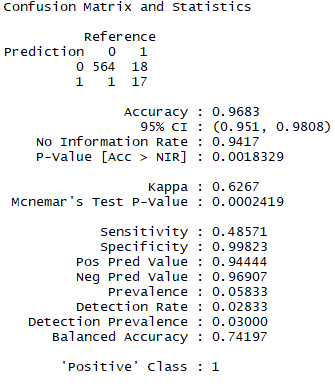 Confusion Matrix and Statistics
Reference
Prediction 0 1
0 564 18
1 1 17
Accuracy : 0.9683
95% CI : (0.951, 0.9808)
No Information Rate : 0.9417
P-Value [Acc > NIR] : 0.0018329
Kappa : 0.6267
Mcnemar's Test P-Value : 0.0002419
Sensitivity : 0.48571
Specificity : 0.99823
Pos Pred Value : 0.94444
Neg Pred Value : 0.96907
Prevalence : 0.05833
Detection Rate : 0.02833
Detection Prevalence : 0.03000
Balanced Accuracy : 0.74197
'Positive' Class : 1